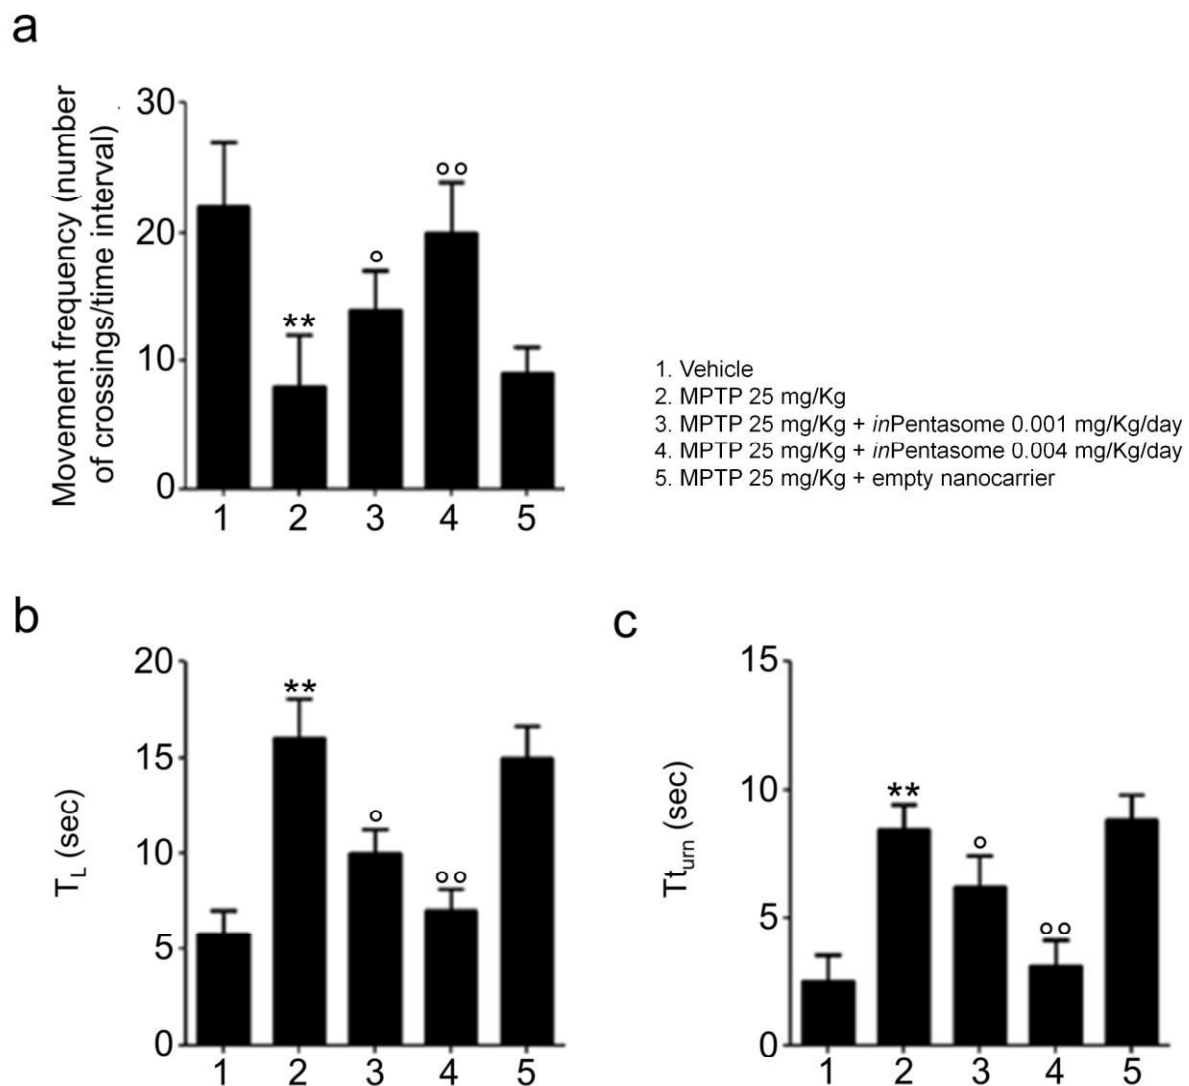 a
Movement frequency (number
of crossings/time interval)
30
20
10
0
**
°
°°
1 2 3 4 5
1. Vehicle
2. MPTP 25 mg/Kg
3. MPTP 25 mg/Kg + inPentasome 0.001 mg/Kg/day
4. MPTP 25 mg/Kg + inPentasome 0.004 mg/Kg/day
5. MPTP 25 mg/Kg + empty nanocarrier
b
TL (sec)
20
15
10
5
0
**
°
°°
1 2 3 4 5
c
Tturn (sec)
15
10
5
0
**
°
°°
1 2 3 4 5